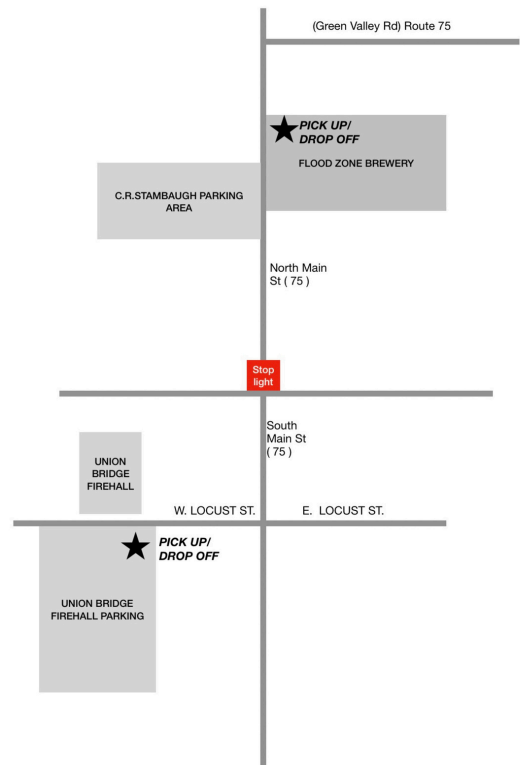 (Green Valley Rd) Route 75
PICK UP/
DROP OFF
FLOOD ZONE BREWERY
C.R.STAMBAUGH PARKING
AREA
North Main
St ( 75 )
Stop
light
South
Main St
( 75 )
UNION
BRIDGE
FIREHALL
W. LOCUST ST.
E. LOCUST ST.
PICK UP/
DROP OFF
UNION BRIDGE
FIREHALL PARKING